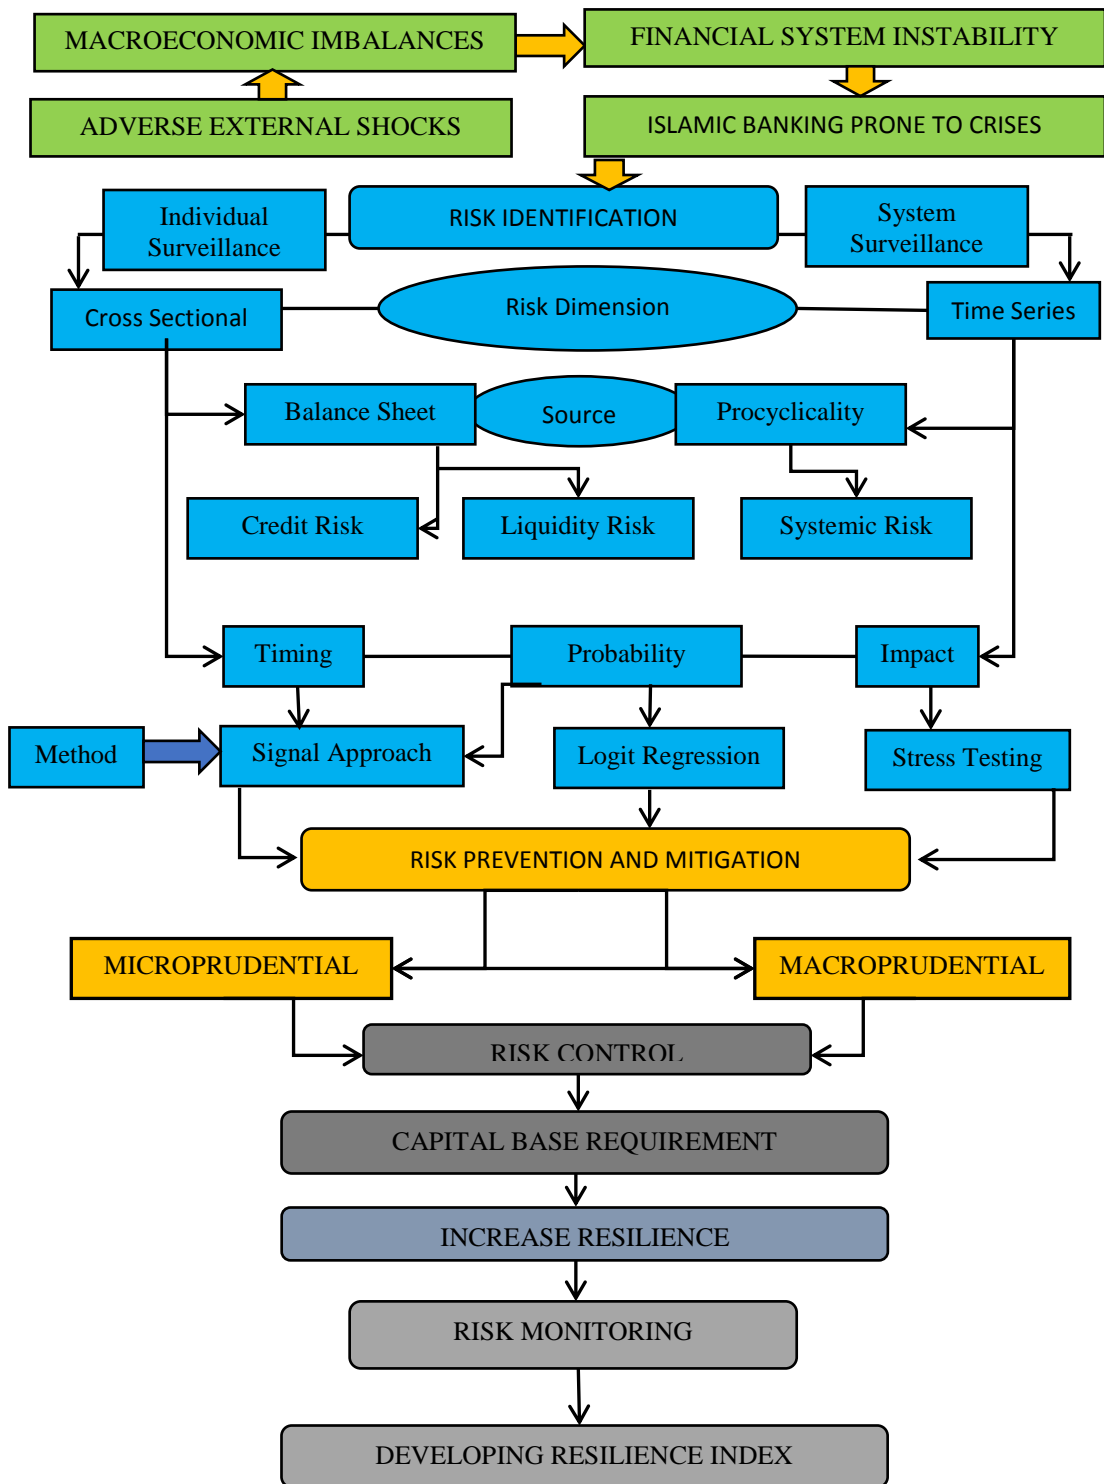 MACROECONOMIC IMBALANCES
FINANCIAL SYSTEM INSTABILITY
ADVERSE EXTERNAL SHOCKS
ISLAMIC BANKING PRONE TO CRISES
Individual
Surveillance
RISK IDENTIFICATION
System
Surveillance
Cross Sectional
Risk Dimension
Time Series
Balance Sheet
Source
Procyclicality
Credit Risk
Liquidity Risk
Systemic Risk
Timing
Probability
Impact
Method
Signal Approach
Logit Regression
Stress Testing
RISK PREVENTION AND MITIGATION
MICROPRUDENTIAL
MACROPRUDENTIAL
RISK CONTROL
CAPITAL BASE REQUIREMENT
INCREASE RESILIENCE
RISK MONITORING
DEVELOPING RESILIENCE INDEX